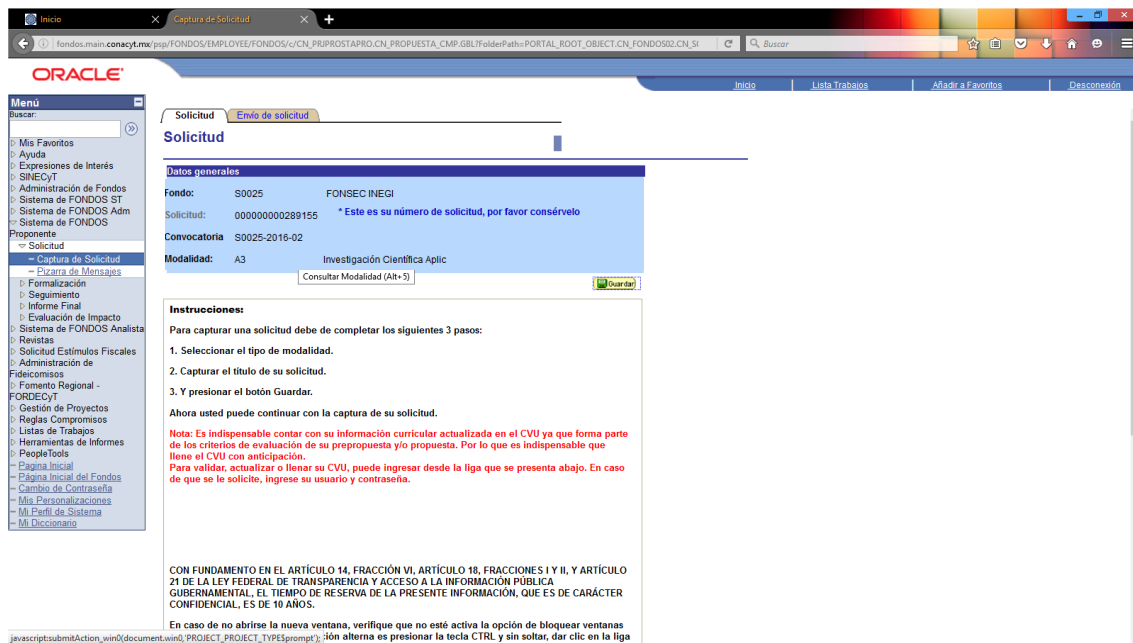 Inicio
Captura de Solicitud
fondos.main.conacyt.mx/psp/FONDOS/EMPLOYEE/FONDOS/c/CN_PRJPROSTAPRO.CN_PROPUESTA_CMP.GBL?FolderPath=PORTAL_ROOT_OBJECT.CN_FONDOS02.CN_S(
Buscar
ORACLE
Inicio
Lista Trabajos
Añadir a Favoritos
Desconexión
Menú
Buscar:
Mis Favoritos
Ayuda
Expresiones de Interés
SINECyT
Administración de Fondos
Sistema de FONDOS ST
Sistema de FONDOS Adm
Sistema de FONDOS
Proponente
Solicitud
Captura de Solicitud
Pizarra de Mensajes
Formalización
Seguimiento
Informe Final
Evaluación de Impacto
Sistema de FONDOS Analista
Revistas
Solicitud Estímulos Fiscales
Administración de
Fideicomisos
Fomento Regional -
FORDECyT
Gestión de Proyectos
Reglas Compromisos
Listas de Trabajos
Herramientas de Informes
PeopleTools
Pagina Inicial
Página Inicial del Fondos
Cambio de Contraseña
Mis Personalizaciones
Mi Perfil de Sistema
Mi Diccionario
Solicitud
Envío de solicitud
Solicitud
Datos generales
Fondo: S0025 FONSEC INEGI
Solicitud: 000000000289155 * Este es su número de solicitud, por favor consérvelo
Convocatoria S0025-2016-02
Modalidad: A3 Investigación Científica Aplic
Consultar Modalidad (Alt+5)
Guardar
Instrucciones:
Para capturar una solicitud debe de completar los siguientes 3 pasos:
1. Seleccionar el tipo de modalidad.
2. Capturar el título de su solicitud.
3. Y presionar el botón Guardar.
Ahora usted puede continuar con la captura de su solicitud.
Nota: Es indispensable contar con su información curricular actualizada en el CVU ya que forma parte
de los criterios de evaluación de su prepropuesta y/o propuesta. Por lo que es indispensable que
llene el CVU con anticipación.
Para validar, actualizar o llenar su CVU, puede ingresar desde la liga que se presenta abajo. En caso
de que se le solicite, ingrese su usuario y contraseña.
CON FUNDAMENTO EN EL ARTÍCULO 14, FRACCIÓN VI, ARTÍCULO 18, FRACCIONES I Y II, Y ARTÍCULO
21 DE LA LEY FEDERAL DE TRANSPARENCIA Y ACCESO A LA INFORMACIÓN PÚBLICA
GUBERNAMENTAL, EL TIEMPO DE RESERVA DE LA PRESENTE INFORMACIÓN, QUE ES DE CARÁCTER
CONFIDENCIAL, ES DE 10 AÑOS.
En caso de no abrirse la nueva ventana, verifique que no esté activa la opción de bloquear ventanas
ión alterna es presionar la tecla CTRL y sin soltar, dar clic en la liga
javascript:submitAction_win0(document.win0,'PROJECT_PROJECT_TYPE$prompt');